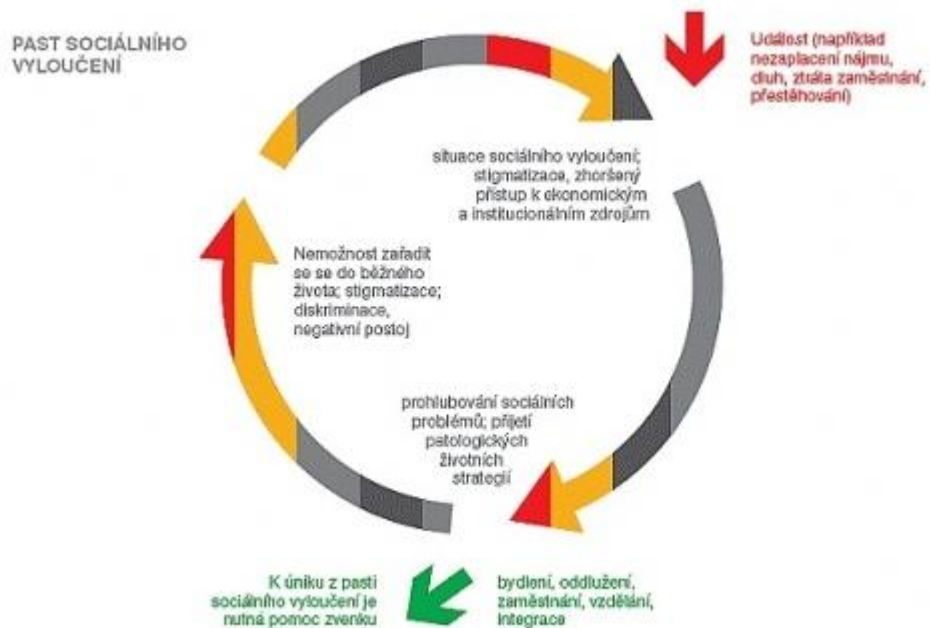 PAST SOCIÁLNÍHO
VYLOUČENÍ
Událost (například
nezaplacení nájmu,
dluh, ztráta zaměstnání,
přestěhování)
situace sociálního vyloučení;
stigmatizace, zhoršený
přístup k ekonomickým
a institucionálním zdrojům
Nemožnost zařadit
se se do běžného
života; stigmatizace;
diskriminace,
negativní postoj
prohlubování sociálních
problémů; přijetí
patologických
životních
strategií
K úniku z pasti
sociálního vyloučení je
nutná pomoc zvenku
bydlení, oddlužení,
zaměstnání, vzdělání,
integrace